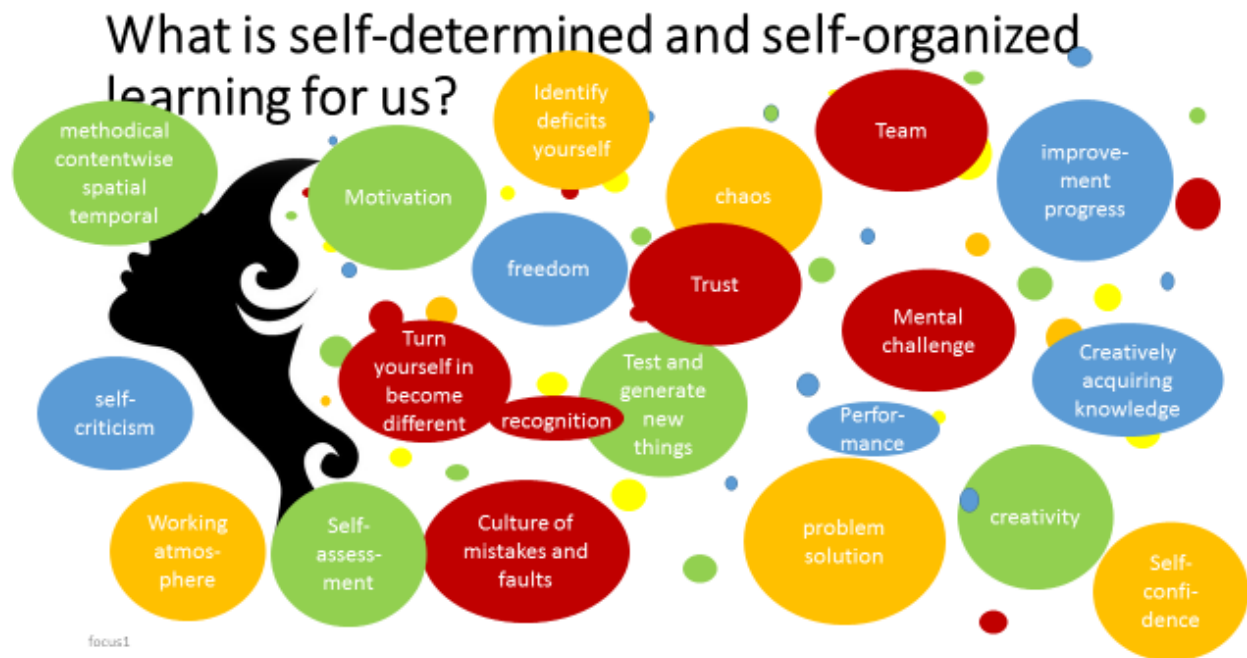 What is self-determined and self-organized
learning for us?
methodical
contentwise
spatial
temporal
Motivation
Identify
deficits
yourself
chaos
Team
improve-
ment
progress
freedom
Trust
Mental
challenge
Creatively
acquiring
knowledge
self-
criticism
Turn
yourself in
become
different
recognition
Test and
generate
new
things
Perfor-
mance
Working
atmos-
phere
Self-
assess-
ment
Culture of
mistakes and
faults
problem
solution
creativity
Self-
confi-
dence
focus1